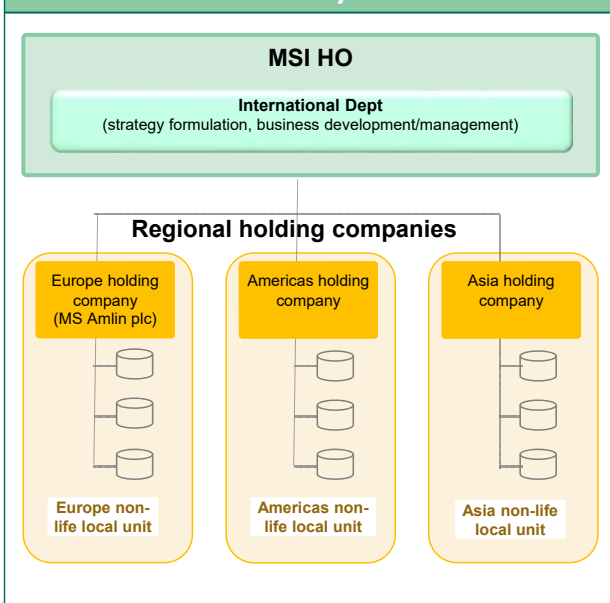 MSI HO
International Dept
(strategy formulation, business development/management)
Regional holding companies
Europe holding
company
(MS Amlin plc)
Americas holding
company
Asia holding
company
Europe non-
life local unit
Americas non-
life local unit
Asia non-life
local unit